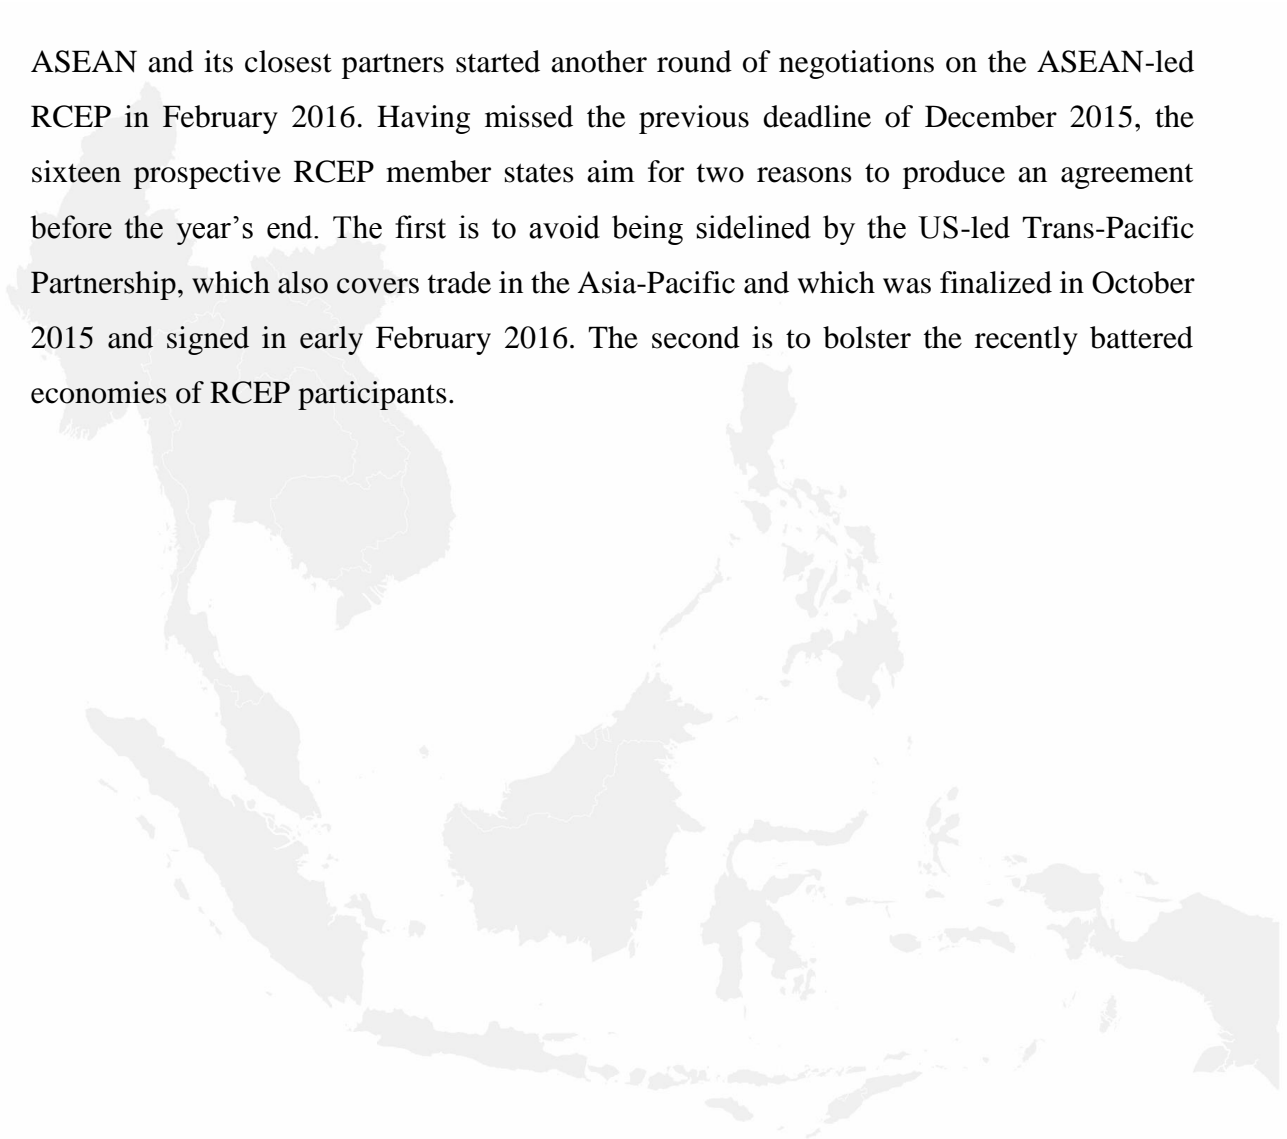 ASEAN and its closest partners started another round of negotiations on the ASEAN-led
RCEP in February 2016. Having missed the previous deadline of December 2015, the
sixteen prospective RCEP member states aim for two reasons to produce an agreement
before the year’s end. The first is to avoid being sidelined by the US-led Trans-Pacific
Partnership, which also covers trade in the Asia-Pacific and which was finalized in October
2015 and signed in early February 2016. The second is to bolster the recently battered
economies of RCEP participants.